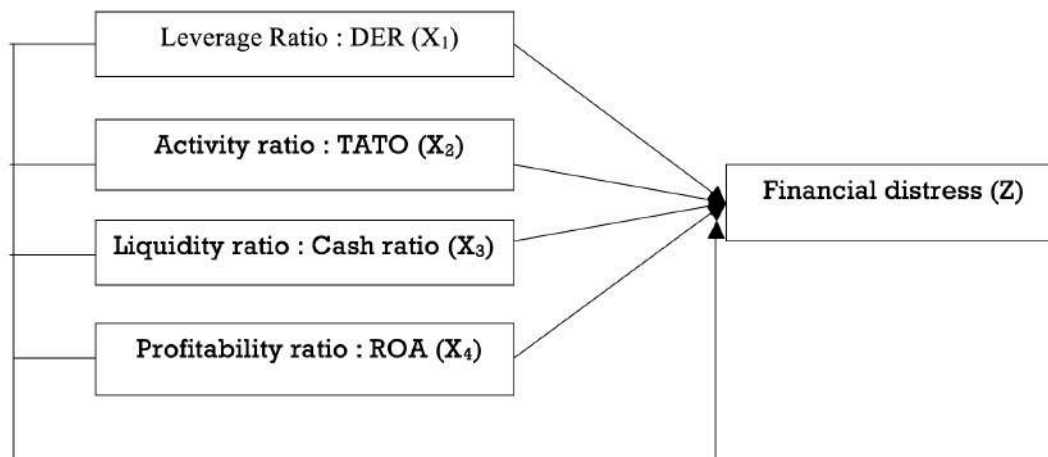 Leverage Ratio : DER (X₁)
Activity ratio : TATO (X₂)
Financial distress (Z)
Liquidity ratio : Cash ratio (X₃)
Profitability ratio : ROA (X₄)